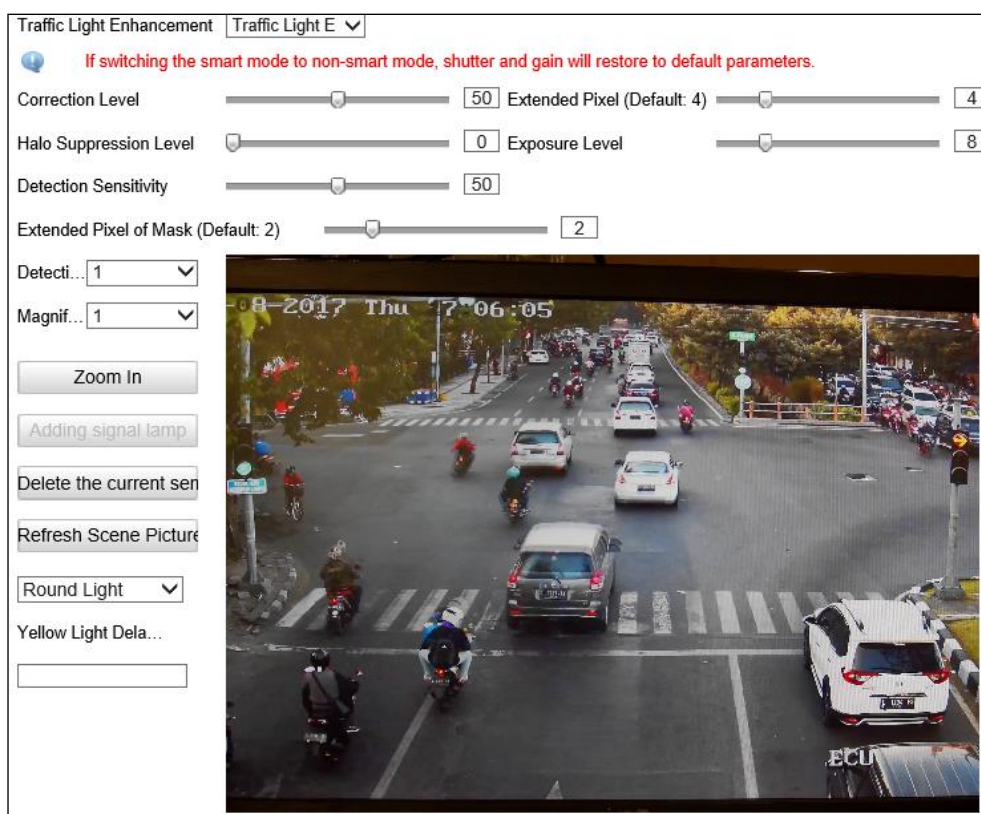 Traffic Light Enhancement Traffic Light E
If switching the smart mode to non-smart mode, shutter and gain will restore to default parameters.
Correction Level 50 Extended Pixel (Default: 4) 4
Halo Suppression Level 0 Exposure Level 8
Detection Sensitivity 50
Extended Pixel of Mask (Default: 2) 2
Detecti... 1
Magnif... 1
Zoom In
Adding signal lamp
Delete the current sen
Refresh Scene Picture
Round Light
Yellow Light Dela...
08-2017 Thu 7 06:05
ECU